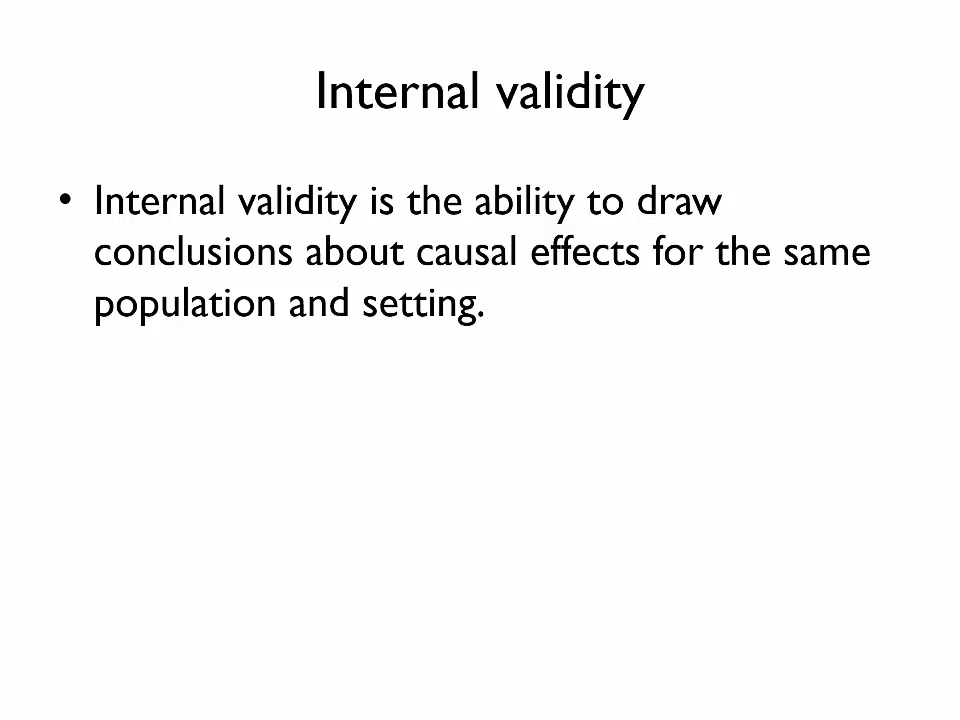 Internal validity
• Internal validity is the ability to draw
conclusions about causal effects for the same
population and setting.